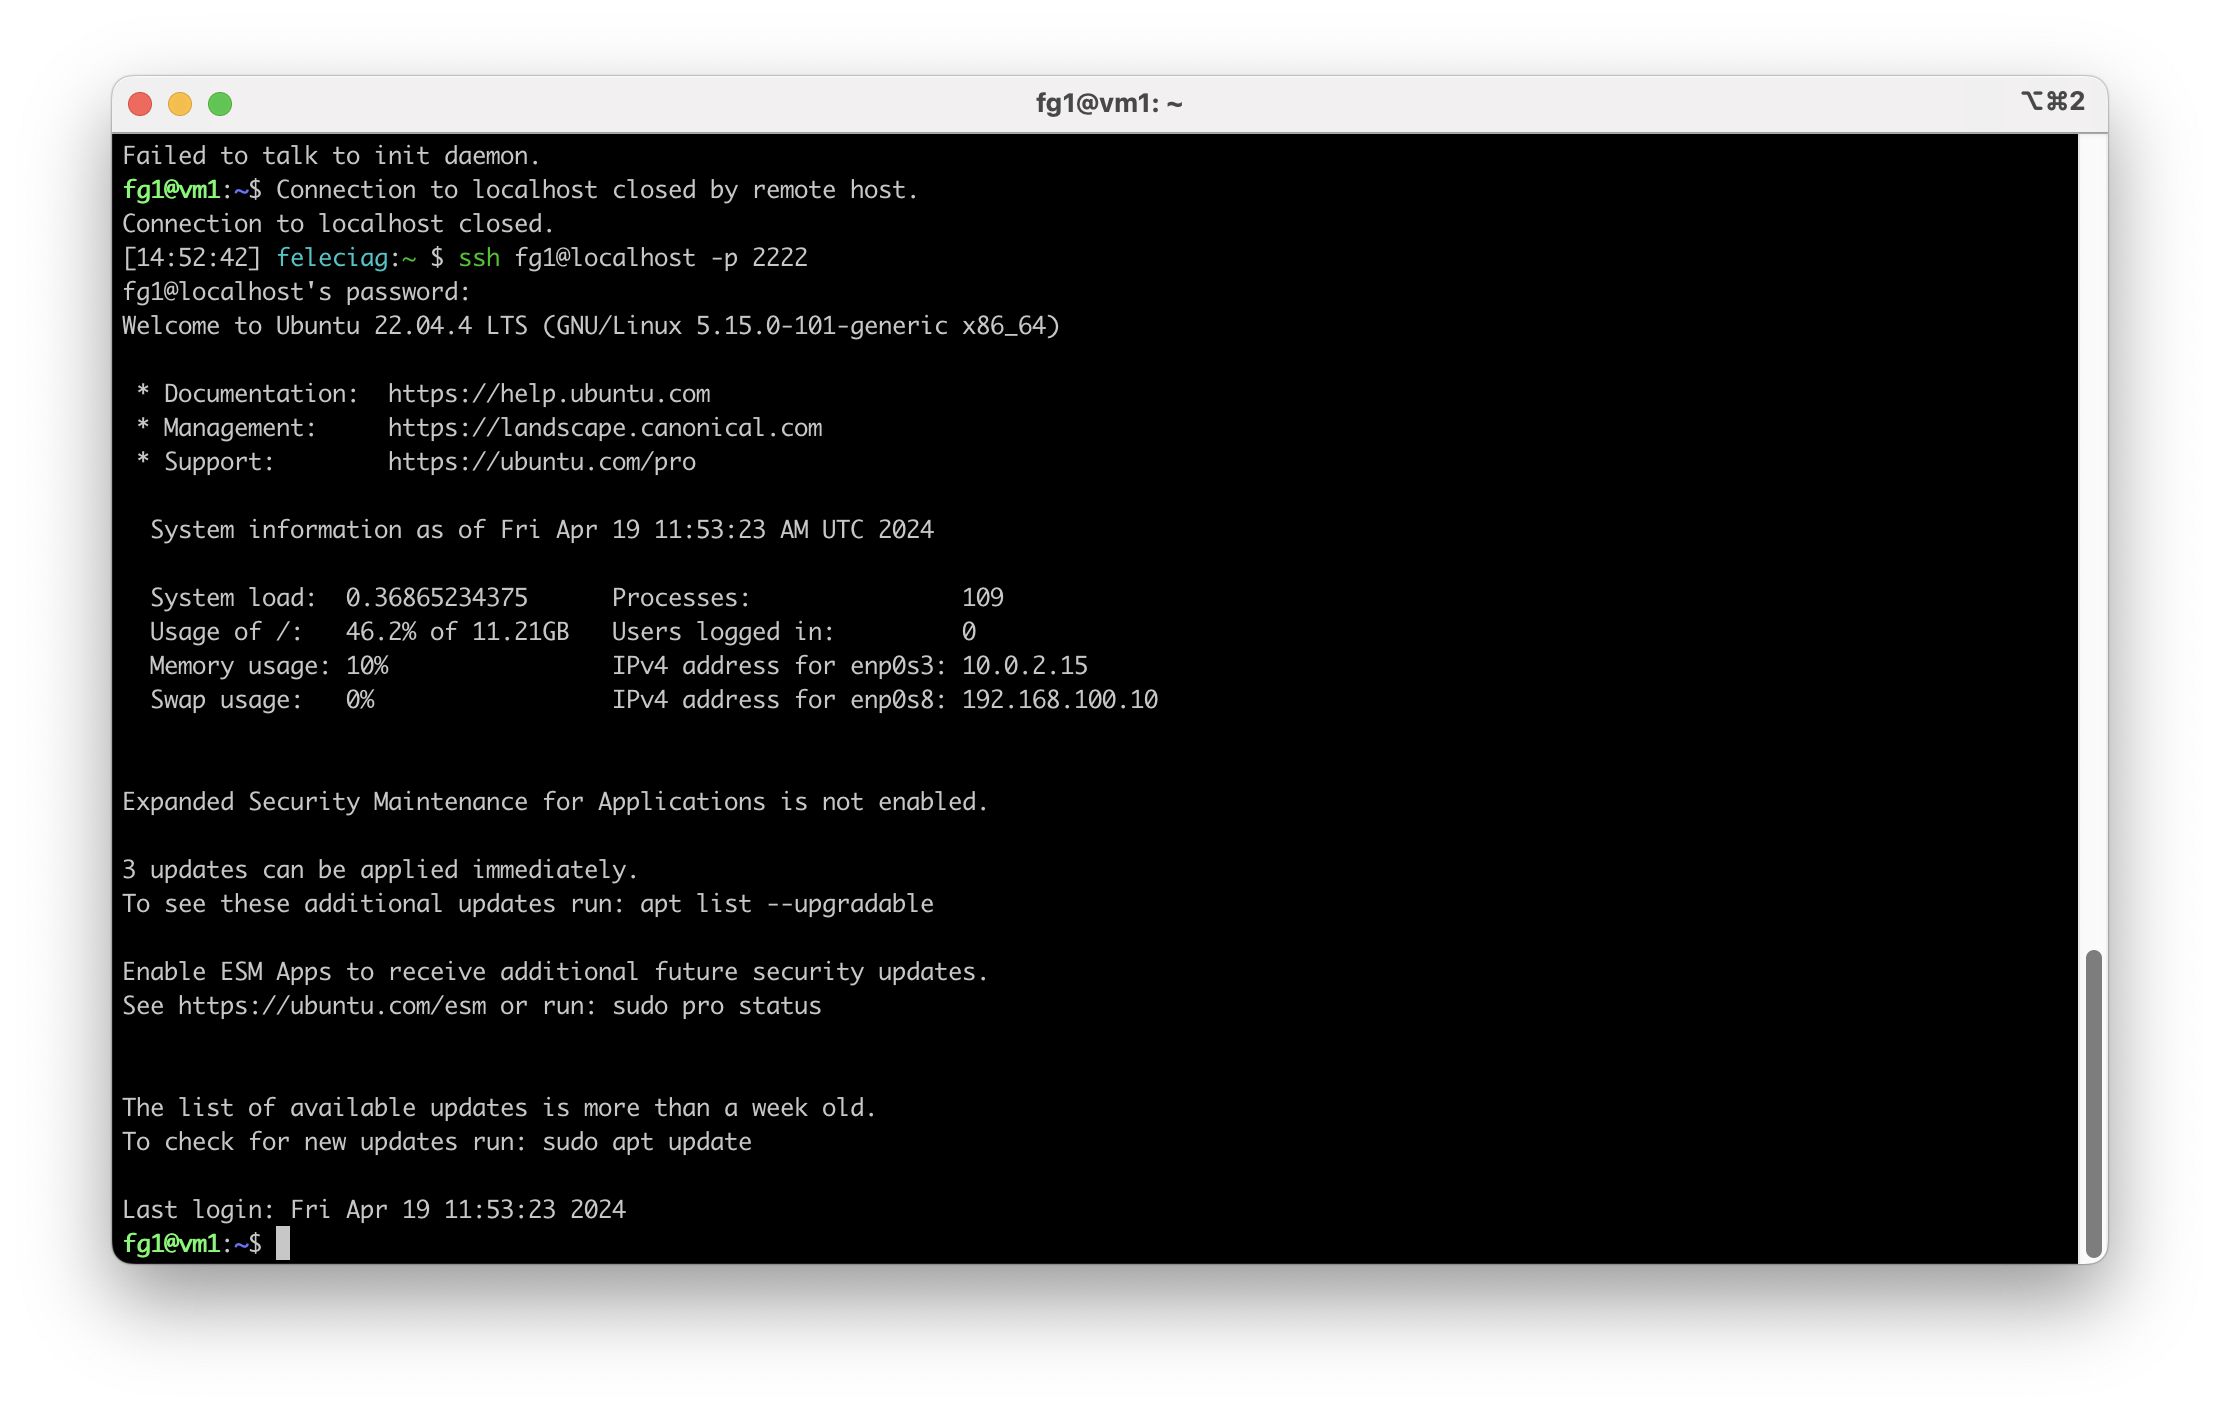 fg1@vm1: ~
⌥⌘2
Failed to talk to init daemon.
fg1@vm1:~$ Connection to localhost closed by remote host.
Connection to localhost closed.
[14:52:42] feleciag:~ $ ssh fg1@localhost -p 2222
fg1@localhost's password:
Welcome to Ubuntu 22.04.4 LTS (GNU/Linux 5.15.0-101-generic x86_64)

 * Documentation:  https://help.ubuntu.com
 * Management:     https://landscape.canonical.com
 * Support:        https://ubuntu.com/pro

  System information as of Fri Apr 19 11:53:23 AM UTC 2024

  System load:  0.36865234375      Processes:               109
  Usage of /:   46.2% of 11.21GB   Users logged in:         0
  Memory usage: 10%                IPv4 address for enp0s3: 10.0.2.15
  Swap usage:   0%                 IPv4 address for enp0s8: 192.168.100.10


Expanded Security Maintenance for Applications is not enabled.

3 updates can be applied immediately.
To see these additional updates run: apt list --upgradable

Enable ESM Apps to receive additional future security updates.
See https://ubuntu.com/esm or run: sudo pro status


The list of available updates is more than a week old.
To check for new updates run: sudo apt update

Last login: Fri Apr 19 11:53:23 2024
fg1@vm1:~$